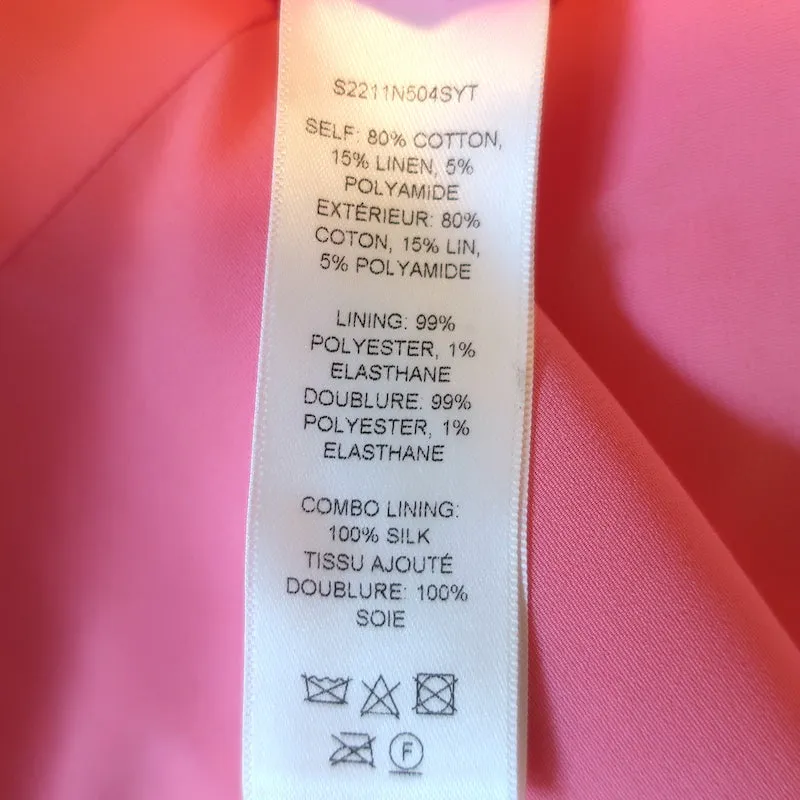 S2211N504SYT
SELF: 80% COTTON,
15% LINEN, 5%
POLYAMIDE
EXTÉRIEUR: 80%
COTON, 15% LIN,
5% POLYAMIDE
LINING: 99%
POLYESTER, 1%
ELASTHANE
DOUBLURE: 99%
POLYESTER, 1%
ELASTHANE
COMBO LINING:
100% SILK
TISSU AJOUTÉ
DOUBLURE: 100%
SOIE
F